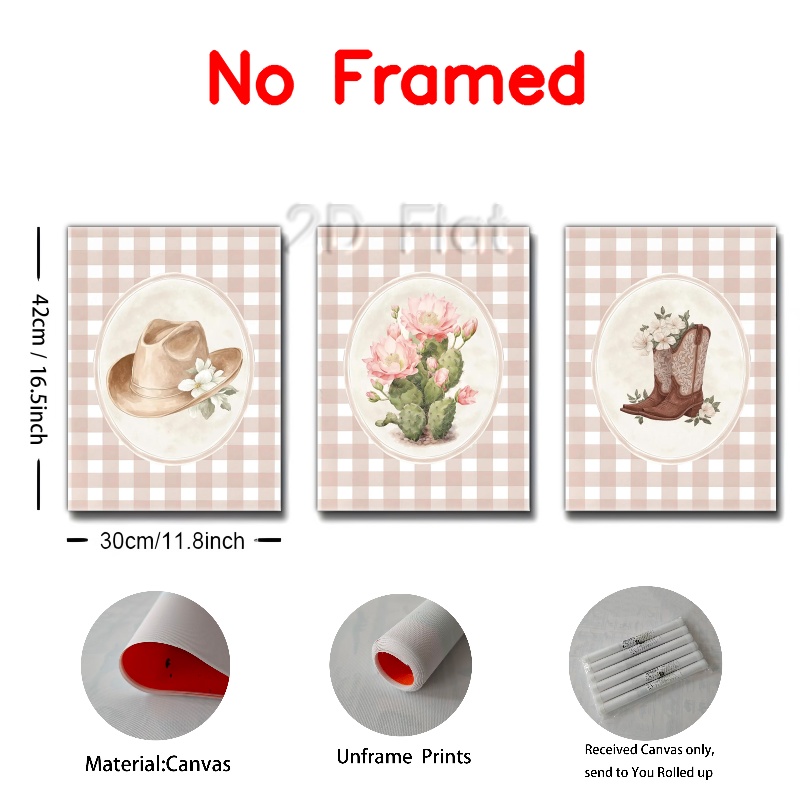 No Framed
2D Flat
42cm / 16.5inch
30cm/11.8inch
Material:Canvas
Unframe Prints
Received Canvas only,
send to You Rolled up